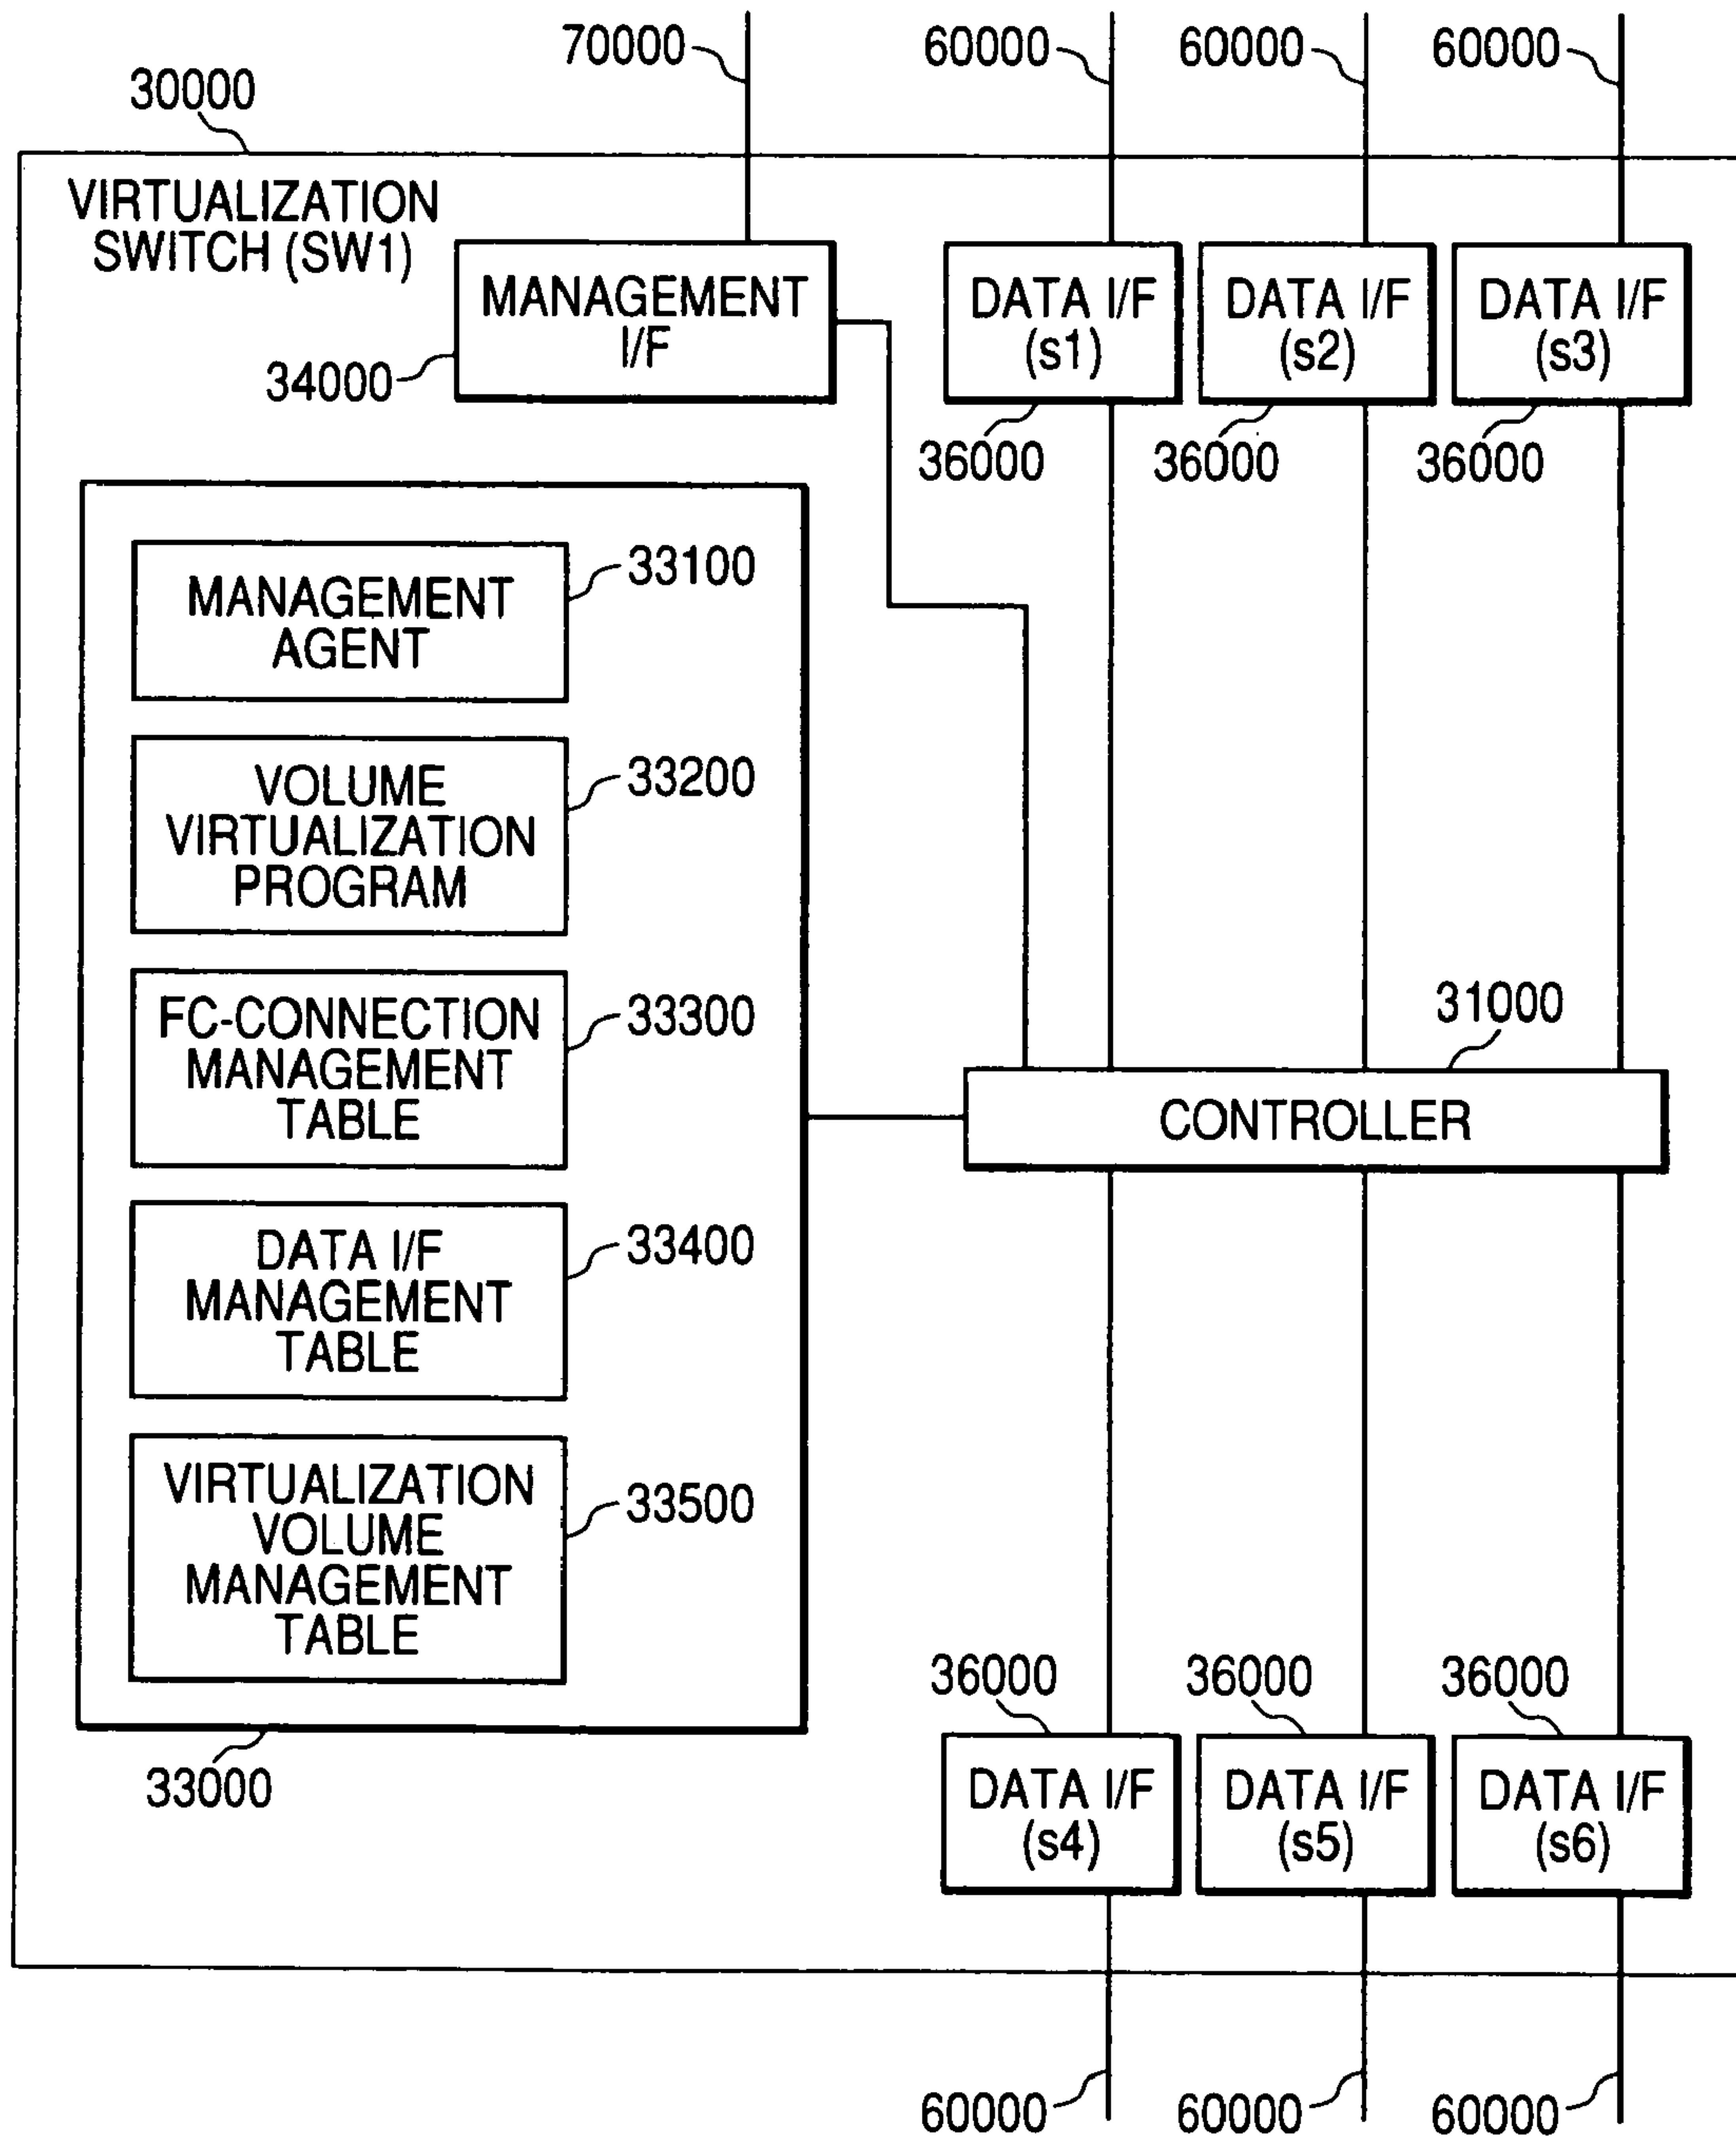 70000
60000
60000
60000
30000
VIRTUALIZATION
SWITCH (SW1)
MANAGEMENT
I/F
34000
DATA I/F
(s1)
DATA I/F
(s2)
DATA I/F
(s3)
36000
36000
36000
MANAGEMENT
AGENT
33100
VOLUME
VIRTUALIZATION
PROGRAM
33200
FC-CONNECTION
MANAGEMENT
TABLE
33300
31000
CONTROLLER
DATA I/F
MANAGEMENT
TABLE
33400
VIRTUALIZATION
VOLUME
MANAGEMENT
TABLE
33500
33000
36000
36000
36000
DATA I/F
(s4)
DATA I/F
(s5)
DATA I/F
(s6)
60000
60000
60000